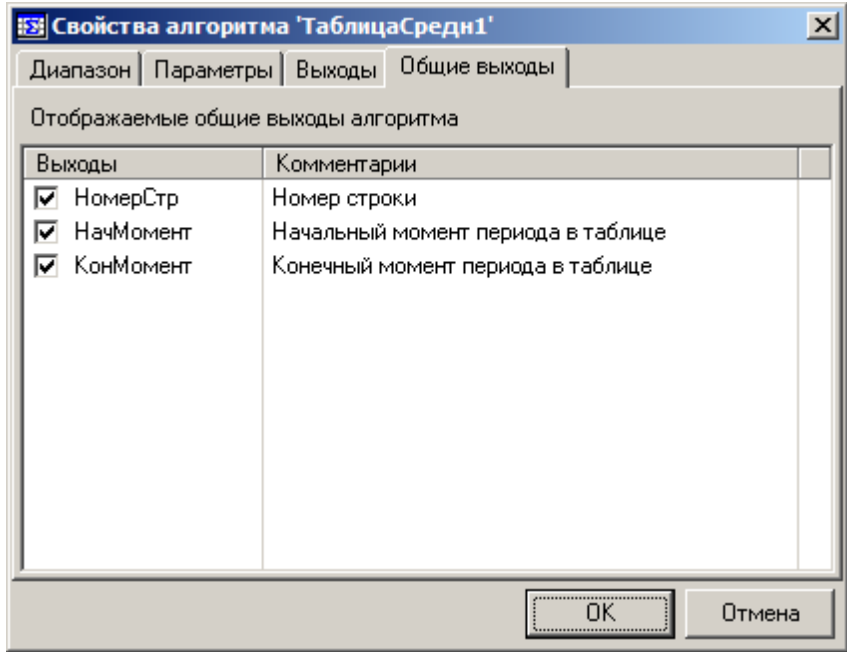 Свойства алгоритма 'ТаблицаСредн1'
Диапазон Параметры Выходы Общие выходы
Отображаемые общие выходы алгоритма
Выходы Комментарии
НомерСтр Номер строки
НачМомент Начальный момент периода в таблице
КонМомент Конечный момент периода в таблице
OK Отмена